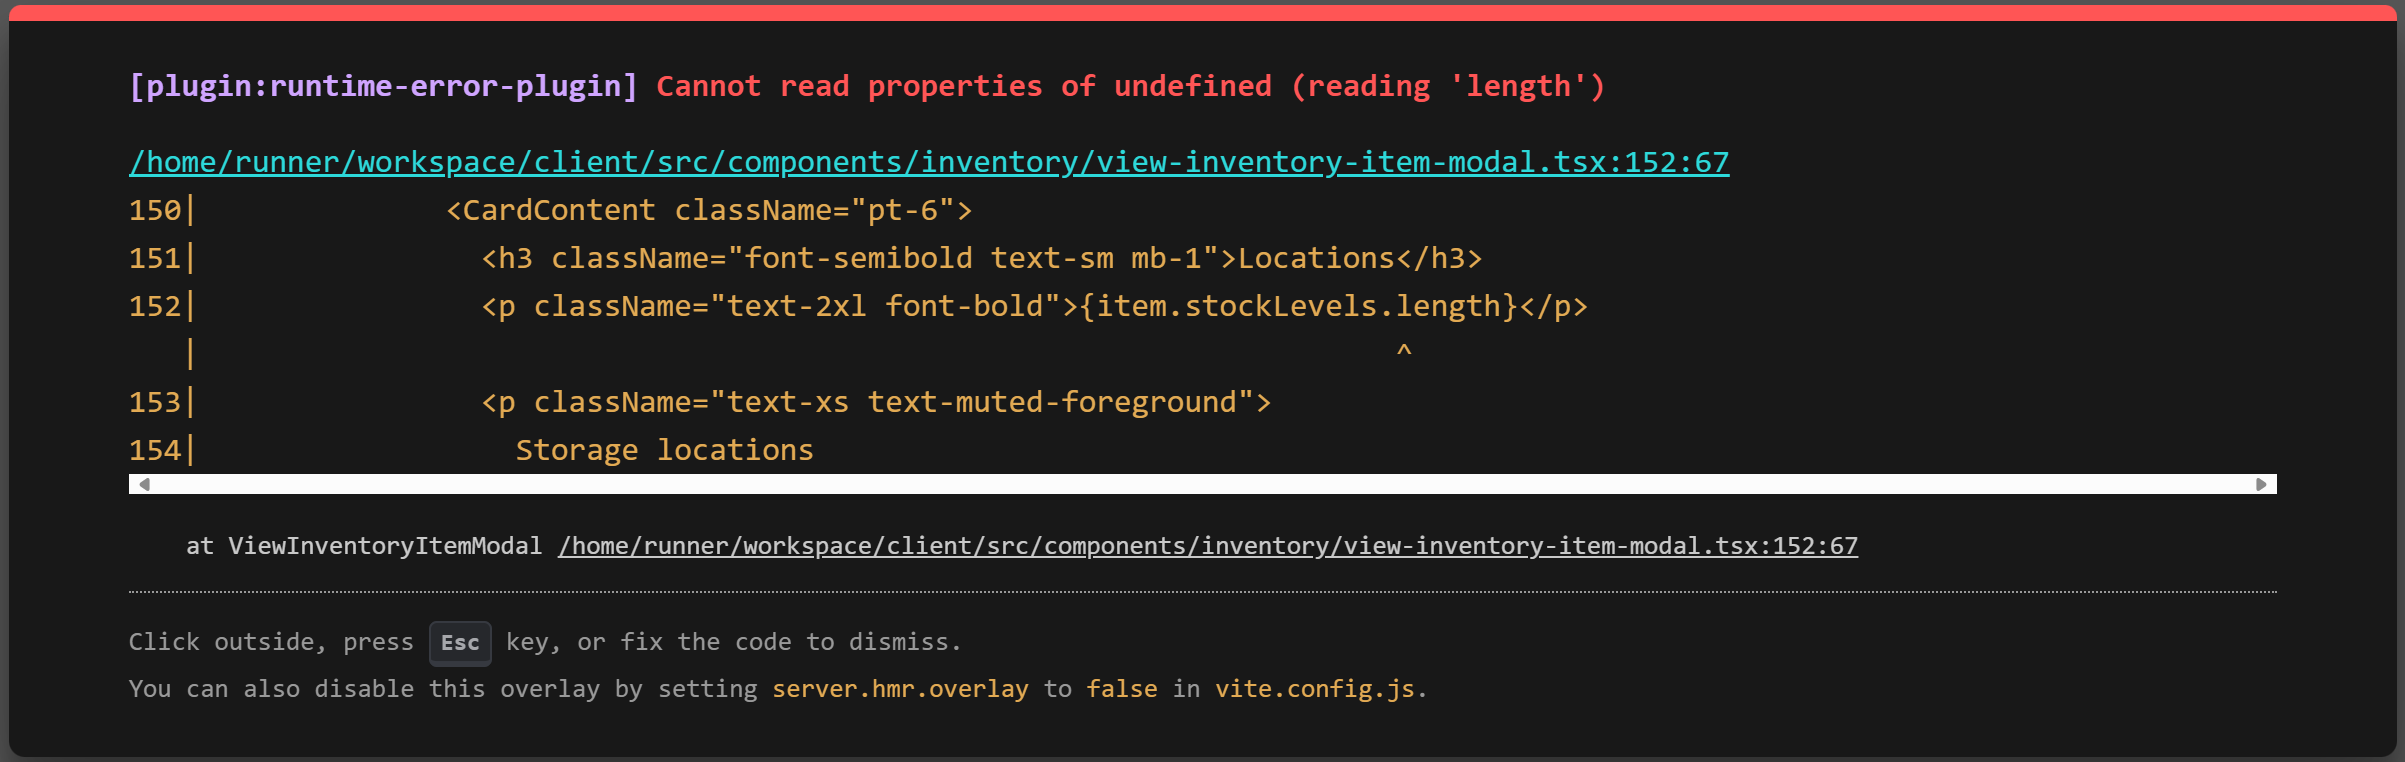 [plugin:runtime-error-plugin] Cannot read properties of undefined (reading 'length')
/home/runner/workspace/client/src/components/inventory/view-inventory-item-modal.tsx:152:67
150|              <CardContent className="pt-6">
151|                <h3 className="font-semibold text-sm mb-1">Locations</h3>
152|                <p className="text-2xl font-bold">{item.stockLevels.length}</p>
   |                                                                    ^
153|                <p className="text-xs text-muted-foreground">
154|                  Storage locations
at ViewInventoryItemModal /home/runner/workspace/client/src/components/inventory/view-inventory-item-modal.tsx:152:67
Click outside, press Esc key, or fix the code to dismiss.
You can also disable this overlay by setting server.hmr.overlay to false in vite.config.js.